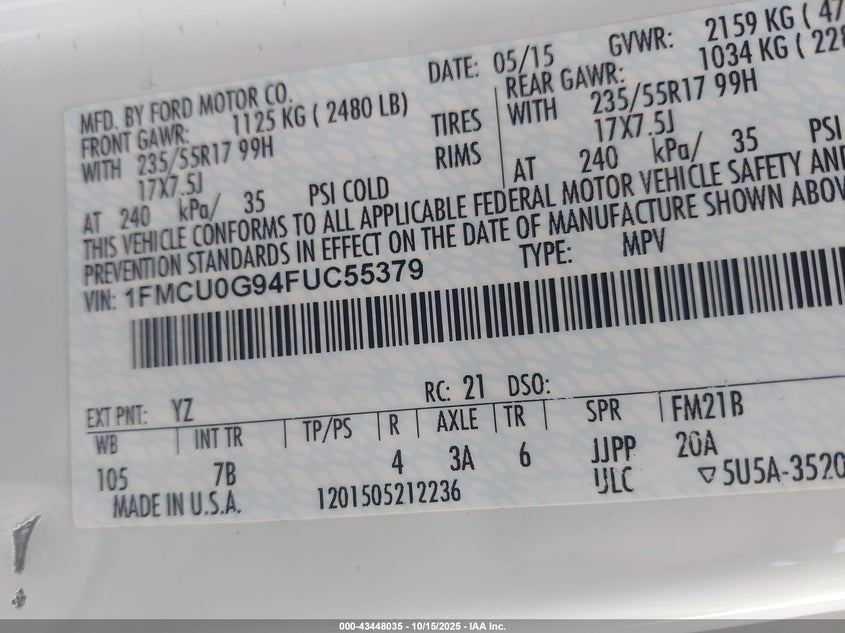 MFD. BY FORD MOTOR CO.
DATE: 05/15
GVWR: 2159 KG ( 47
FRONT GAWR: 1125 KG ( 2480 LB)
REAR GAWR: 1034 KG ( 228
WITH 235/55R17 99H
TIRES
WITH 235/55R17 99H
17X7.5J
RIMS
17X7.5J
AT 240 kPa/ 35 PSI COLD
AT 240 kPa/ 35 PSI
THIS VEHICLE CONFORMS TO ALL APPLICABLE FEDERAL MOTOR VEHICLE SAFETY AND
PREVENTION STANDARDS IN EFFECT ON THE DATE OF MANUFACTURE SHOWN ABOV
VIN: 1FMCU0G94FUC55379
TYPE: MPV
EXT PNT: YZ
RC: 21 DSO:
WB | INT TR | TP/PS | R | AXLE | TR | SPR | FM21B
105 7B 4 3A 6 JJPP 20A
ULC ▽5U5A-3520
MADE IN U.S.A. 1201505212236
000-43448035 - 10/15/2025 - IAA Inc.